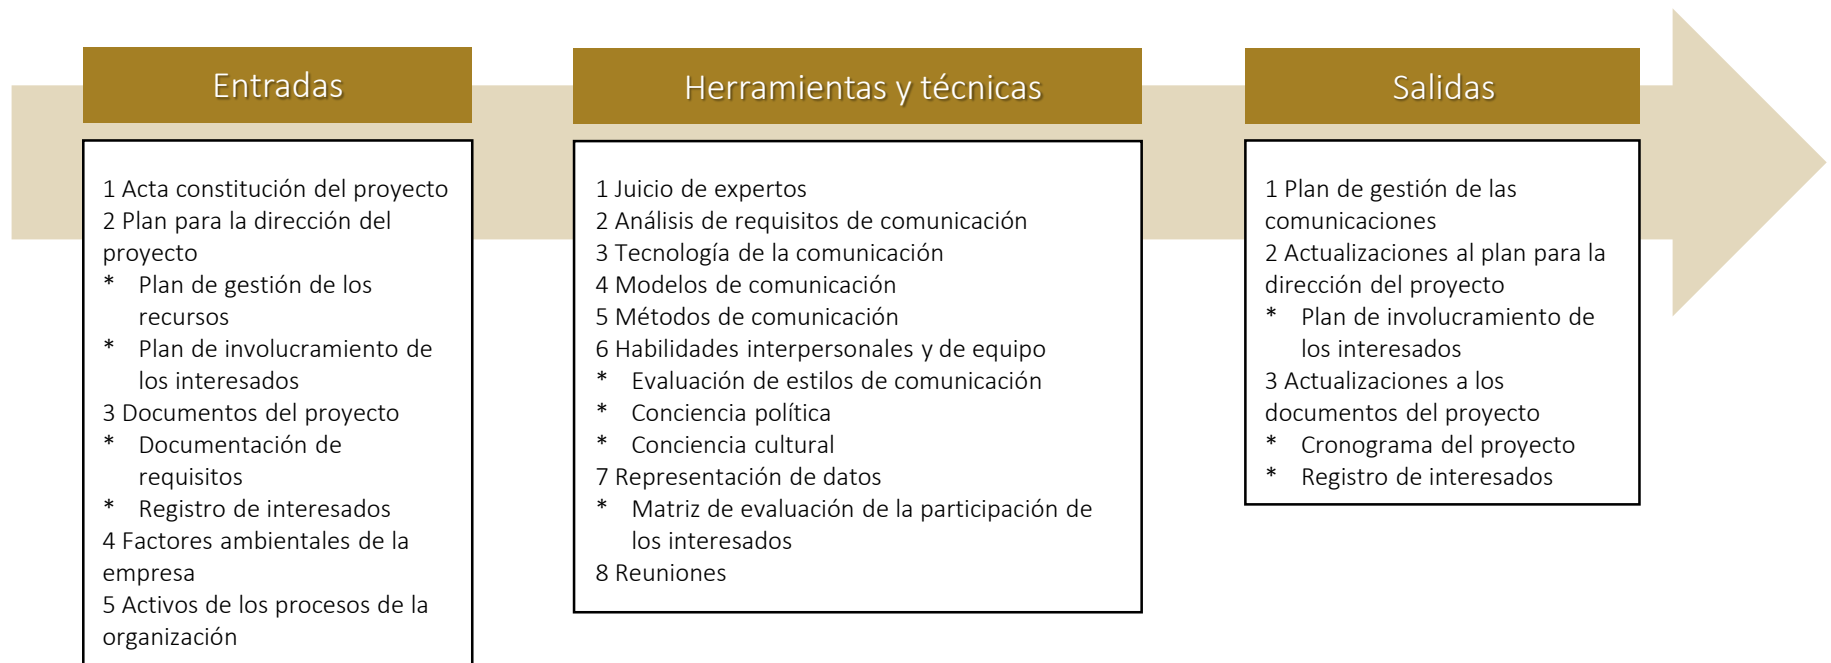 Entradas
1 Acta constitución del proyecto
2 Plan para la dirección del
proyecto
* Plan de gestión de los
recursos
* Plan de involucramiento de
los interesados
3 Documentos del proyecto
* Documentación de
requisitos
* Registro de interesados
4 Factores ambientales de la
empresa
5 Activos de los procesos de la
organización
Herramientas y técnicas
1 Juicio de expertos
2 Análisis de requisitos de comunicación
3 Tecnología de la comunicación
4 Modelos de comunicación
5 Métodos de comunicación
6 Habilidades interpersonales y de equipo
* Evaluación de estilos de comunicación
* Conciencia política
* Conciencia cultural
7 Representación de datos
* Matriz de evaluación de la participación de
los interesados
8 Reuniones
Salidas
1 Plan de gestión de las
comunicaciones
2 Actualizaciones al plan para la
dirección del proyecto
* Plan de involucramiento de
los interesados
3 Actualizaciones a los
documentos del proyecto
* Cronograma del proyecto
* Registro de interesados